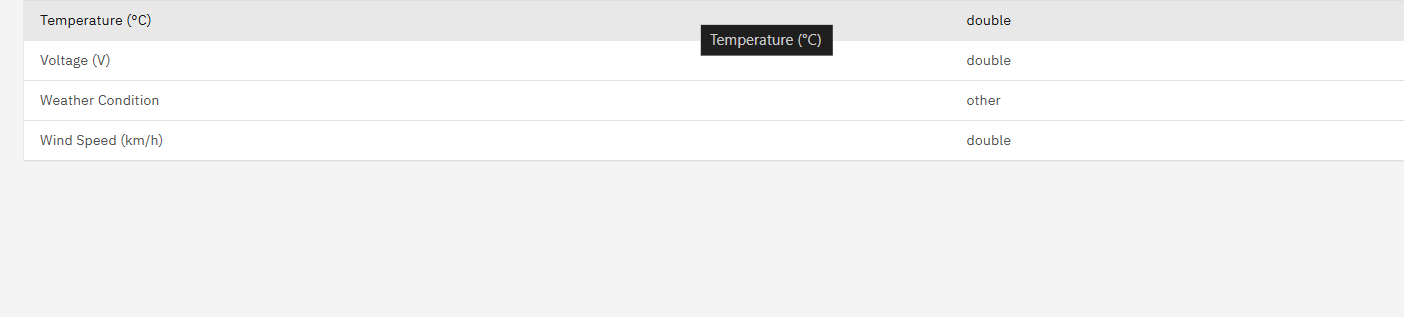 Temperature (°C) double
Temperature (°C)
Voltage (V) double
Weather Condition other
Wind Speed (km/h) double